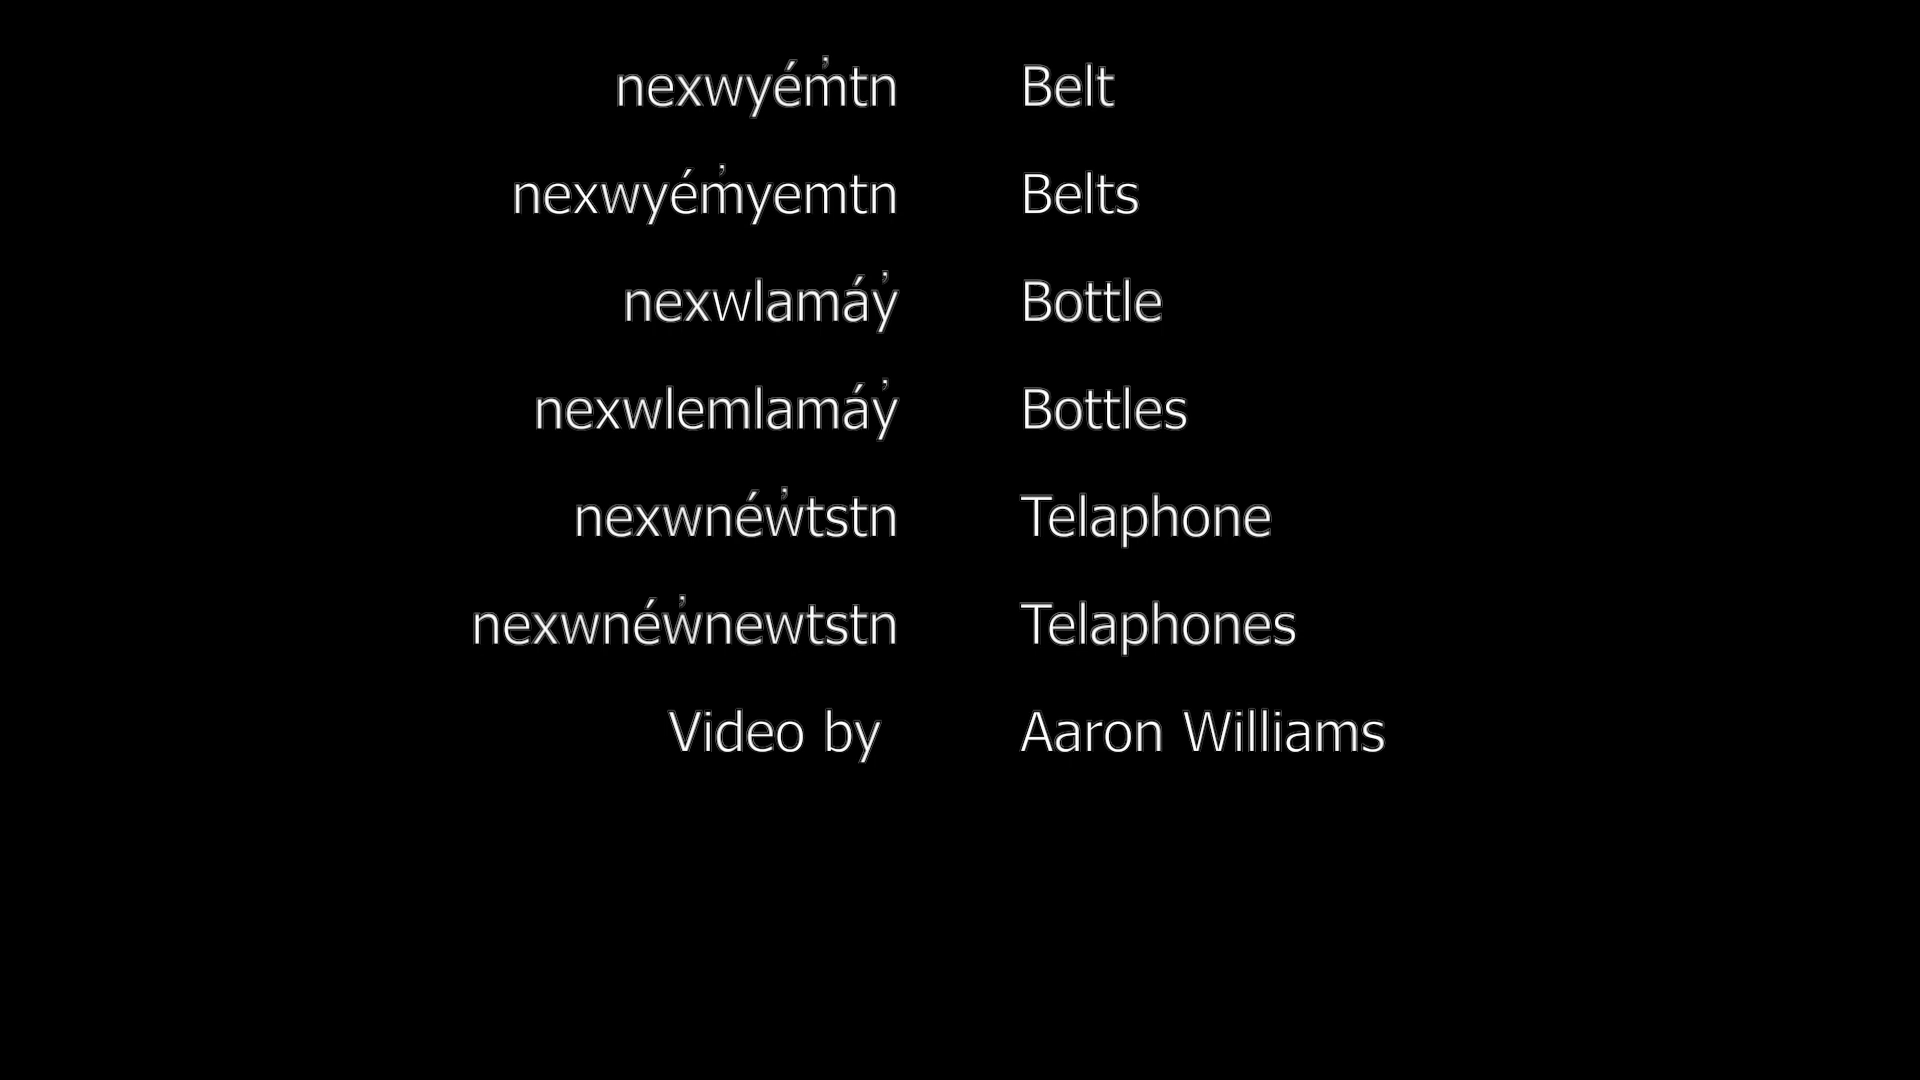 nexwyém̓tn Belt
nexwyém̓yemtn Belts
nexwlamáy̓ Bottle
nexwlemlamáy̓ Bottles
nexwnéw̓tstn Telaphone
nexwnéw̓newtstn Telaphones
Video by Aaron Williams